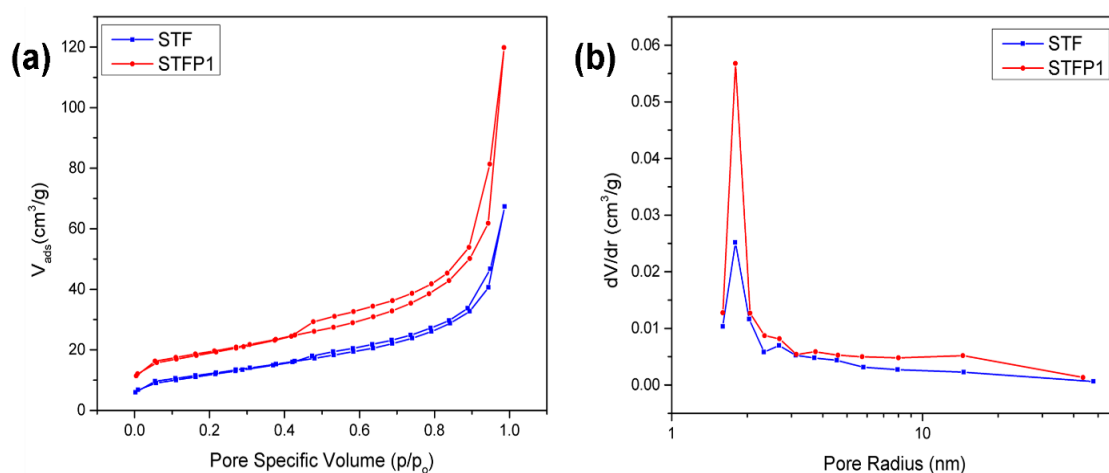 (a)
STF
STFP1
120
100
80
60
40
20
0
V_ads(cm³/g)
0.0 0.2 0.4 0.6 0.8 1.0
Pore Specific Volume (p/p_o)
(b)
STF
STFP1
0.06
0.05
0.04
0.03
0.02
0.01
0.00
dV/dr (cm³/g)
1 10
Pore Radius (nm)